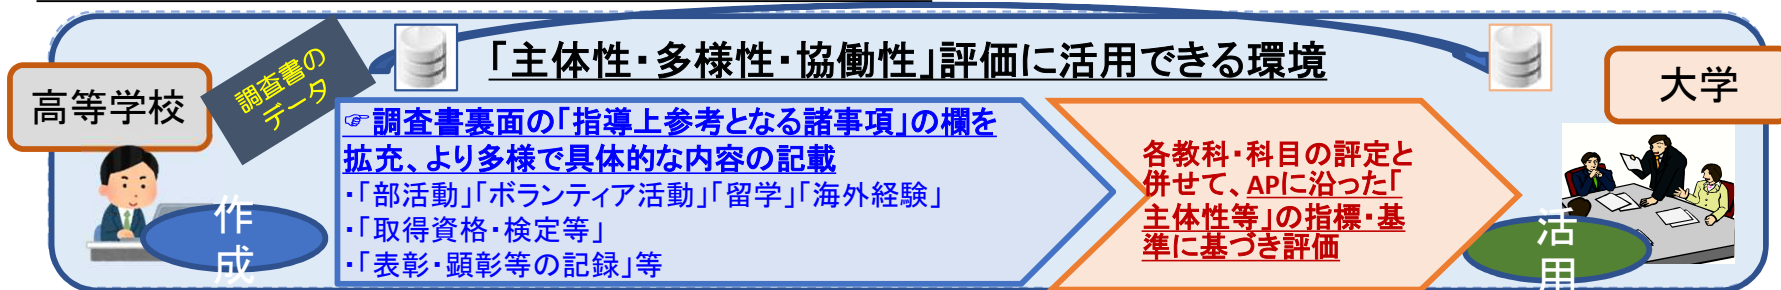 「主体性・多様性・協働性」評価に活用できる環境
高等学校
調査書の
データ
作
成
☞調査書裏面の「指導上参考となる諸事項」の欄を
拡充、より多様で具体的な内容の記載
・「部活動」「ボランティア活動」「留学」「海外経験」
・「取得資格・検定等」
・「表彰・顕彰等の記録」等
各教科・科目の評定と
併せて、APに沿った「
主体性等」の指標・基
準に基づき評価
大学
活
用